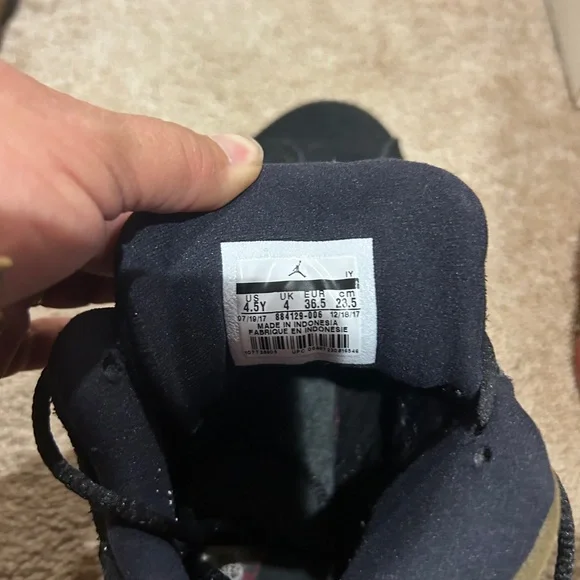 IY
US UK EUR cm
4.5Y 4 36.5 23.5
07/19/17 884129-006 12/18/17
MADE IN INDONESIA
FABRIQUE EN INDONESIE
UPC